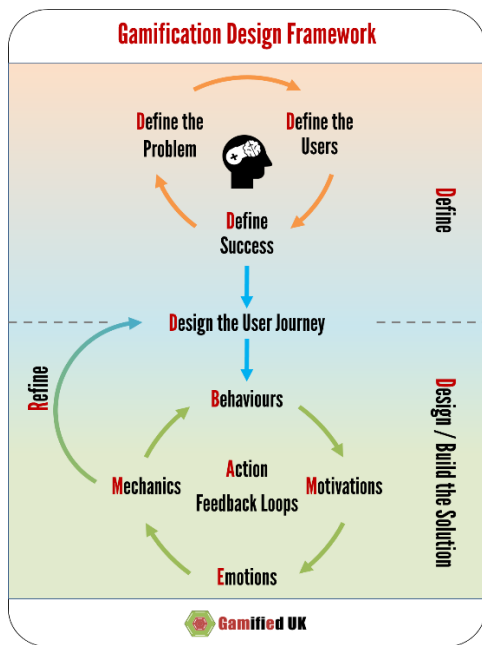 Gamification Design Framework
Define the
Problem
Define the
Users
Define
Success
Define
Design the User Journey
Refine
Behaviours
Mechanics
Action
Feedback Loops
Motivations
Emotions
Design / Build the Solution
Gamified UK